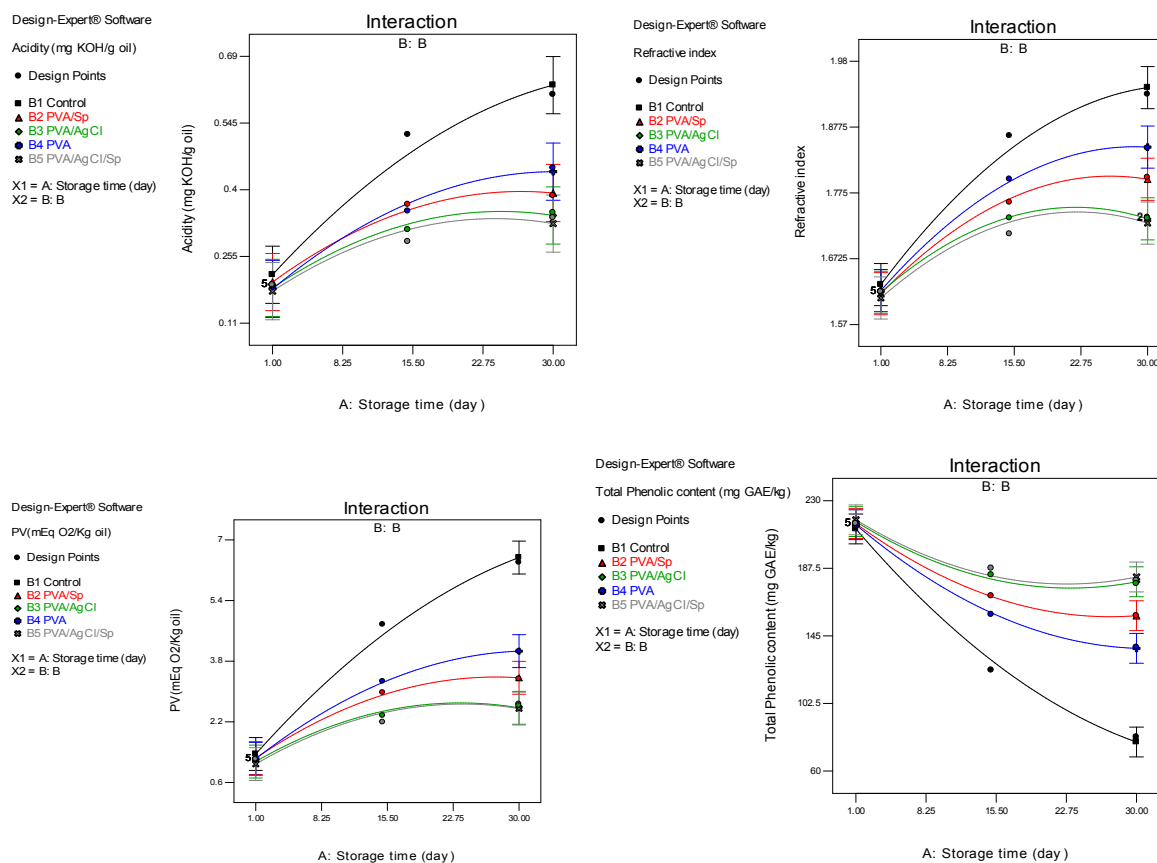 Design-Expert® Software
Acidity (mg KOH/g oil)
Design Points
B1 Control
B2 PVA/Sp
B3 PVA/AgCl
B4 PVA
B5 PVA/AgCl/Sp
X1 = A: Storage time (day)
X2 = B: B
Interaction
B: B
0.69
0.545
0.4
0.255
0.11
Acidity (mg KOH/g oil)
5
1.00
8.25
15.50
22.75
30.00
A: Storage time (day)
Design-Expert® Software
Refractive index
Design Points
B1 Control
B2 PVA/Sp
B3 PVA/AgCl
B4 PVA
B5 PVA/AgCl/Sp
X1 = A: Storage time (day)
X2 = B: B
Interaction
B: B
1.98
1.8775
1.775
1.6725
1.57
Refractive index
5
2
1.00
8.25
15.50
22.75
30.00
A: Storage time (day)
Design-Expert® Software
PV(mEq O2/Kg oil)
Design Points
B1 Control
B2 PVA/Sp
B3 PVA/AgCl
B4 PVA
B5 PVA/AgCl/Sp
X1 = A: Storage time (day)
X2 = B: B
Interaction
B: B
7
5.4
3.8
2.2
0.6
PV(mEq O2/Kg oil)
5
1.00
8.25
15.50
22.75
30.00
A: Storage time (day)
Design-Expert® Software
Total Phenolic content (mg GAE/kg)
Design Points
B1 Control
B2 PVA/Sp
B3 PVA/AgCl
B4 PVA
B5 PVA/AgCl/Sp
X1 = A: Storage time (day)
X2 = B: B
Interaction
B: B
230
187.5
145
102.5
60
Total Phenolic content (mg GAE/kg)
5
1.00
8.25
15.50
22.75
30.00
A: Storage time (day)